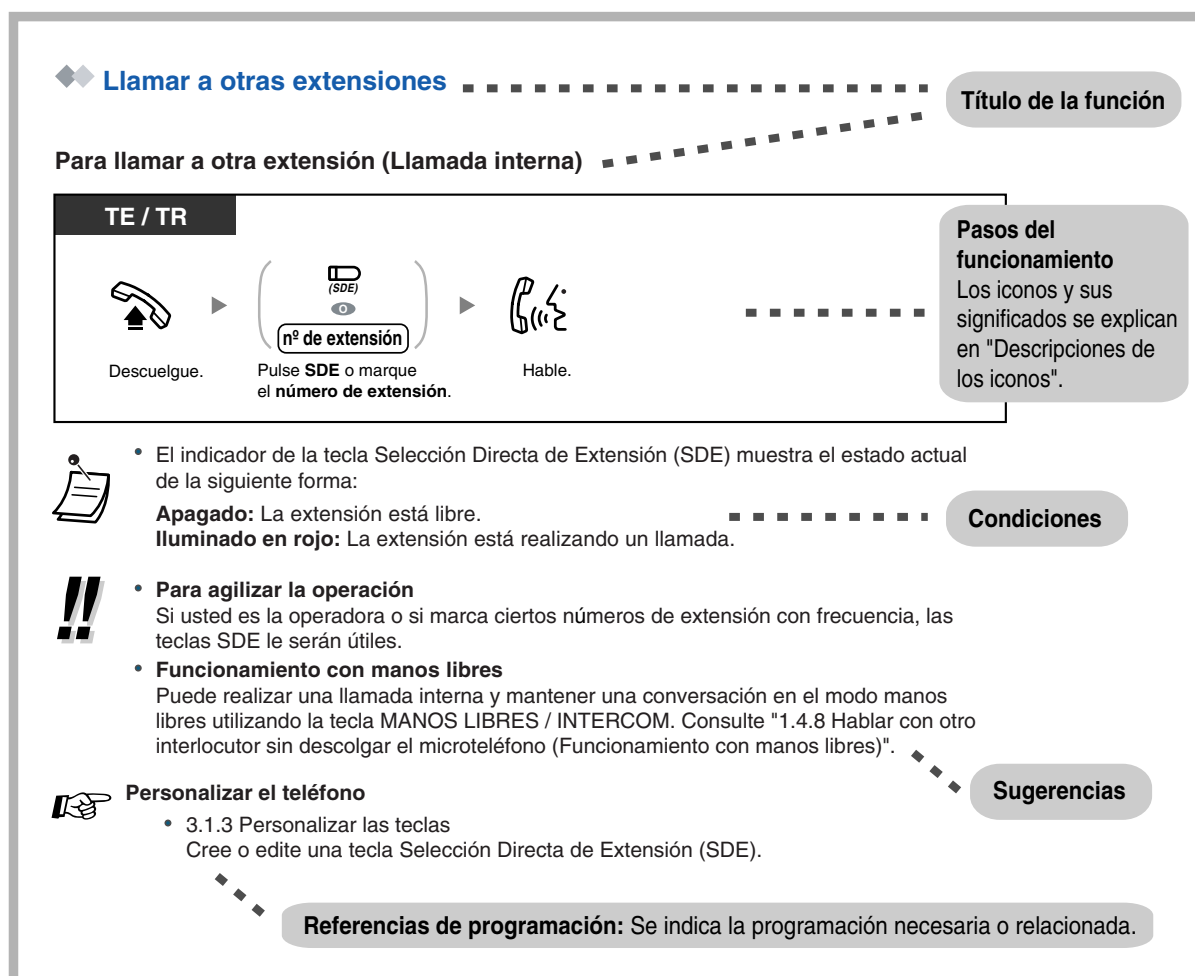 Llamar a otras extensiones
Título de la función
Para llamar a otra extensión (Llamada interna)
TE / TR
(SDE)
O
nº de extensión
Descuelgue.
Pulse SDE o marque
el número de extensión.
Hable.
Pasos del
funcionamiento
Los iconos y sus
significados se explican
en "Descripciones de
los iconos".
• El indicador de la tecla Selección Directa de Extensión (SDE) muestra el estado actual
de la siguiente forma:
Apagado: La extensión está libre.
Iluminado en rojo: La extensión está realizando un llamada.
Condiciones
!!
• Para agilizar la operación
Si usted es la operadora o si marca ciertos números de extensión con frecuencia, las
teclas SDE le serán útiles.
• Funcionamiento con manos libres
Puede realizar una llamada interna y mantener una conversación en el modo manos
libres utilizando la tecla MANOS LIBRES / INTERCOM. Consulte "1.4.8 Hablar con otro
interlocutor sin descolgar el microteléfono (Funcionamiento con manos libres)".
Sugerencias
Personalizar el teléfono
• 3.1.3 Personalizar las teclas
Cree o edite una tecla Selección Directa de Extensión (SDE).
Referencias de programación: Se indica la programación necesaria o relacionada.